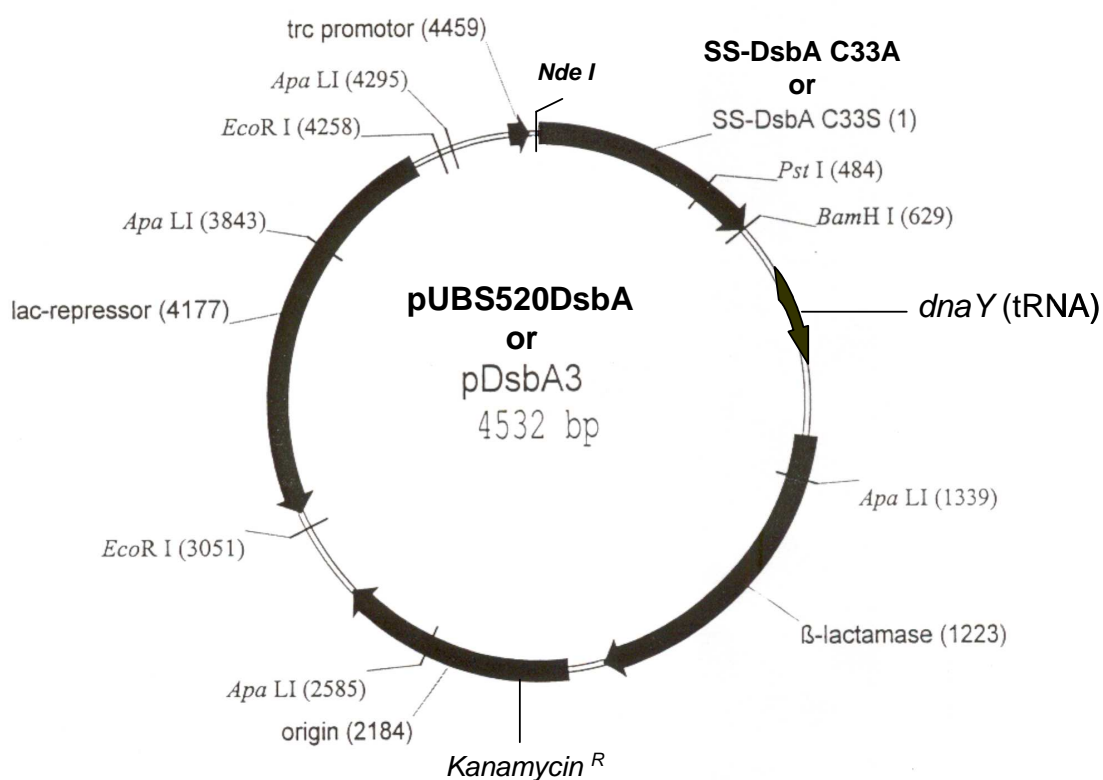 trc promotor (4459)
Nde I
SS-DsbA C33A
or
SS-DsbA C33S (1)
Apa LI (4295)
EcoR I (4258)
Pst I (484)
BamH I (629)
Apa LI (3843)
lac-repressor (4177)
pUBS520DsbA
or
pDsbA3
4532 bp
dnaY (tRNA)
Apa LI (1339)
EcoR I (3051)
ß-lactamase (1223)
Apa LI (2585)
origin (2184)
Kanamycin R